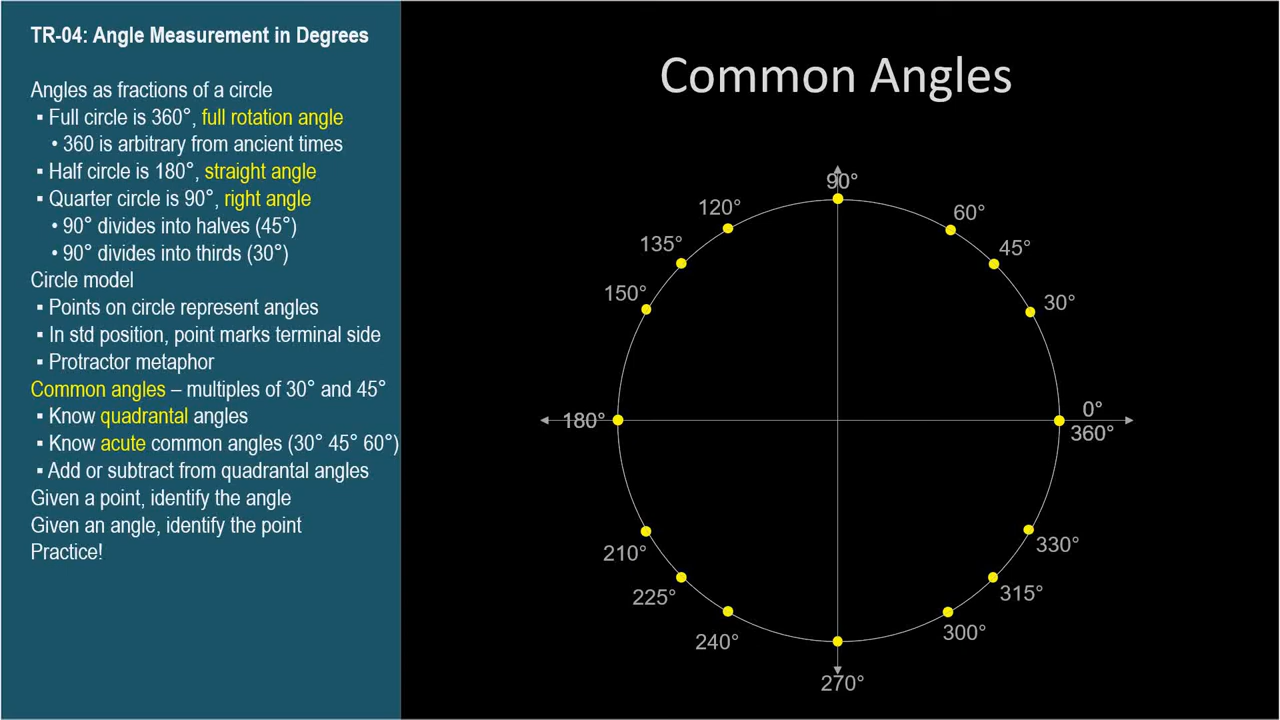 TR-04: Angle Measurement in Degrees
Angles as fractions of a circle
▪ Full circle is 360°, full rotation angle
• 360 is arbitrary from ancient times
▪ Half circle is 180°, straight angle
▪ Quarter circle is 90°, right angle
• 90° divides into halves (45°)
• 90° divides into thirds (30°)
Circle model
▪ Points on circle represent angles
▪ In std position, point marks terminal side
▪ Protractor metaphor
Common angles – multiples of 30° and 45°
▪ Know quadrantal angles
▪ Know acute common angles (30° 45° 60°)
▪ Add or subtract from quadrantal angles
Given a point, identify the angle
Given an angle, identify the point
Practice!
Common Angles
90°
120°
60°
135°
45°
150°
30°
180°
0°
360°
210°
330°
225°
315°
240°
300°
270°